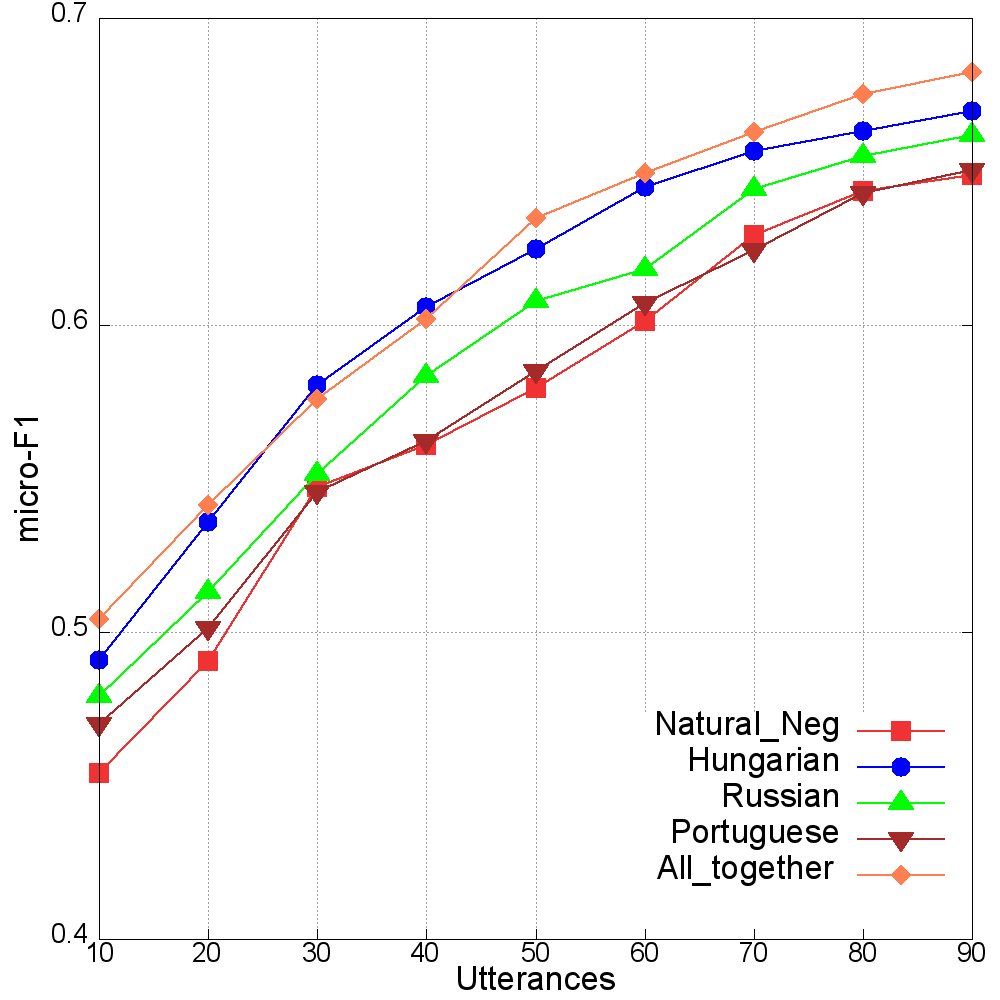 0.7
0.6
0.5
0.4
micro-F1
Natural_Neg
Hungarian
Russian
Portuguese
All_together
10 20 30 40 50 60 70 80 90
Utterances